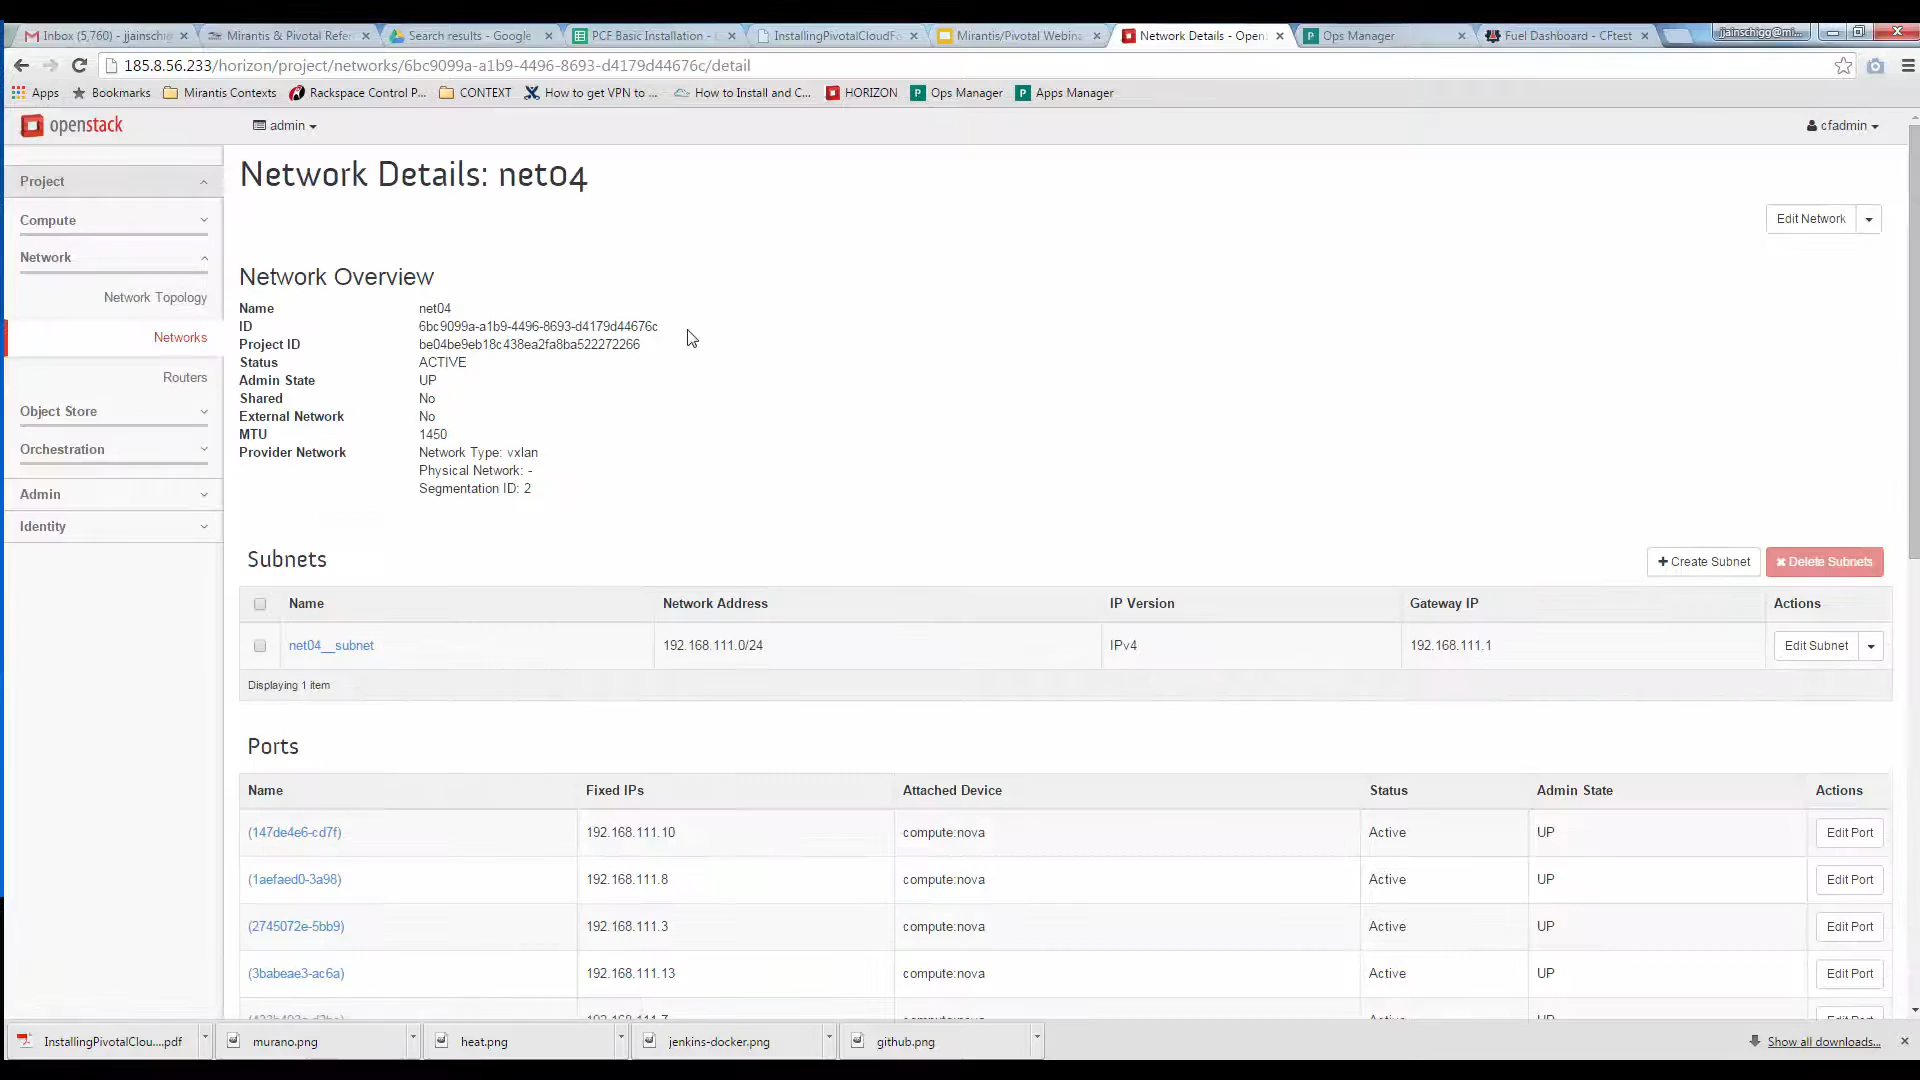 Inbox (5,760) - jjainschig
Mirantis & Pivotal Refer
Search results - Google
PCF Basic Installation -
InstallingPivotalCloudFo
Mirantis/Pivotal Webina
Network Details - Open
Ops Manager
Fuel Dashboard - CFtest
jjainschigg@mi...
185.8.56.233/horizon/project/networks/6bc9099a-a1b9-4496-8693-d4179d44676c/detail
Apps
Bookmarks
Mirantis Contexts
Rackspace Control P...
CONTEXT
How to get VPN to ...
How to Install and C...
HORIZON
Ops Manager
Apps Manager
openstack
admin
cfadmin
Project
Compute
Network
Network Topology
Networks
Routers
Object Store
Orchestration
Admin
Identity
Network Details: net04
Edit Network
Network Overview
Name net04
ID 6bc9099a-a1b9-4496-8693-d4179d44676c
Project ID be04be9eb18c438ea2fa8ba522272266
Status ACTIVE
Admin State UP
Shared No
External Network No
MTU 1450
Provider Network Network Type: vxlan
Physical Network: -
Segmentation ID: 2
Subnets
Create Subnet
Delete Subnets
Name Network Address IP Version Gateway IP Actions
net04__subnet 192.168.111.0/24 IPv4 192.168.111.1 Edit Subnet
Displaying 1 item
Ports
Name Fixed IPs Attached Device Status Admin State Actions
(147de4e6-cd7f) 192.168.111.10 compute:nova Active UP Edit Port
(1aefaed0-3a98) 192.168.111.8 compute:nova Active UP Edit Port
(2745072e-5bb9) 192.168.111.3 compute:nova Active UP Edit Port
(3babeae3-ac6a) 192.168.111.13 compute:nova Active UP Edit Port
InstallingPivotalClou....pdf
murano.png
heat.png
jenkins-docker.png
github.png
Show all downloads...